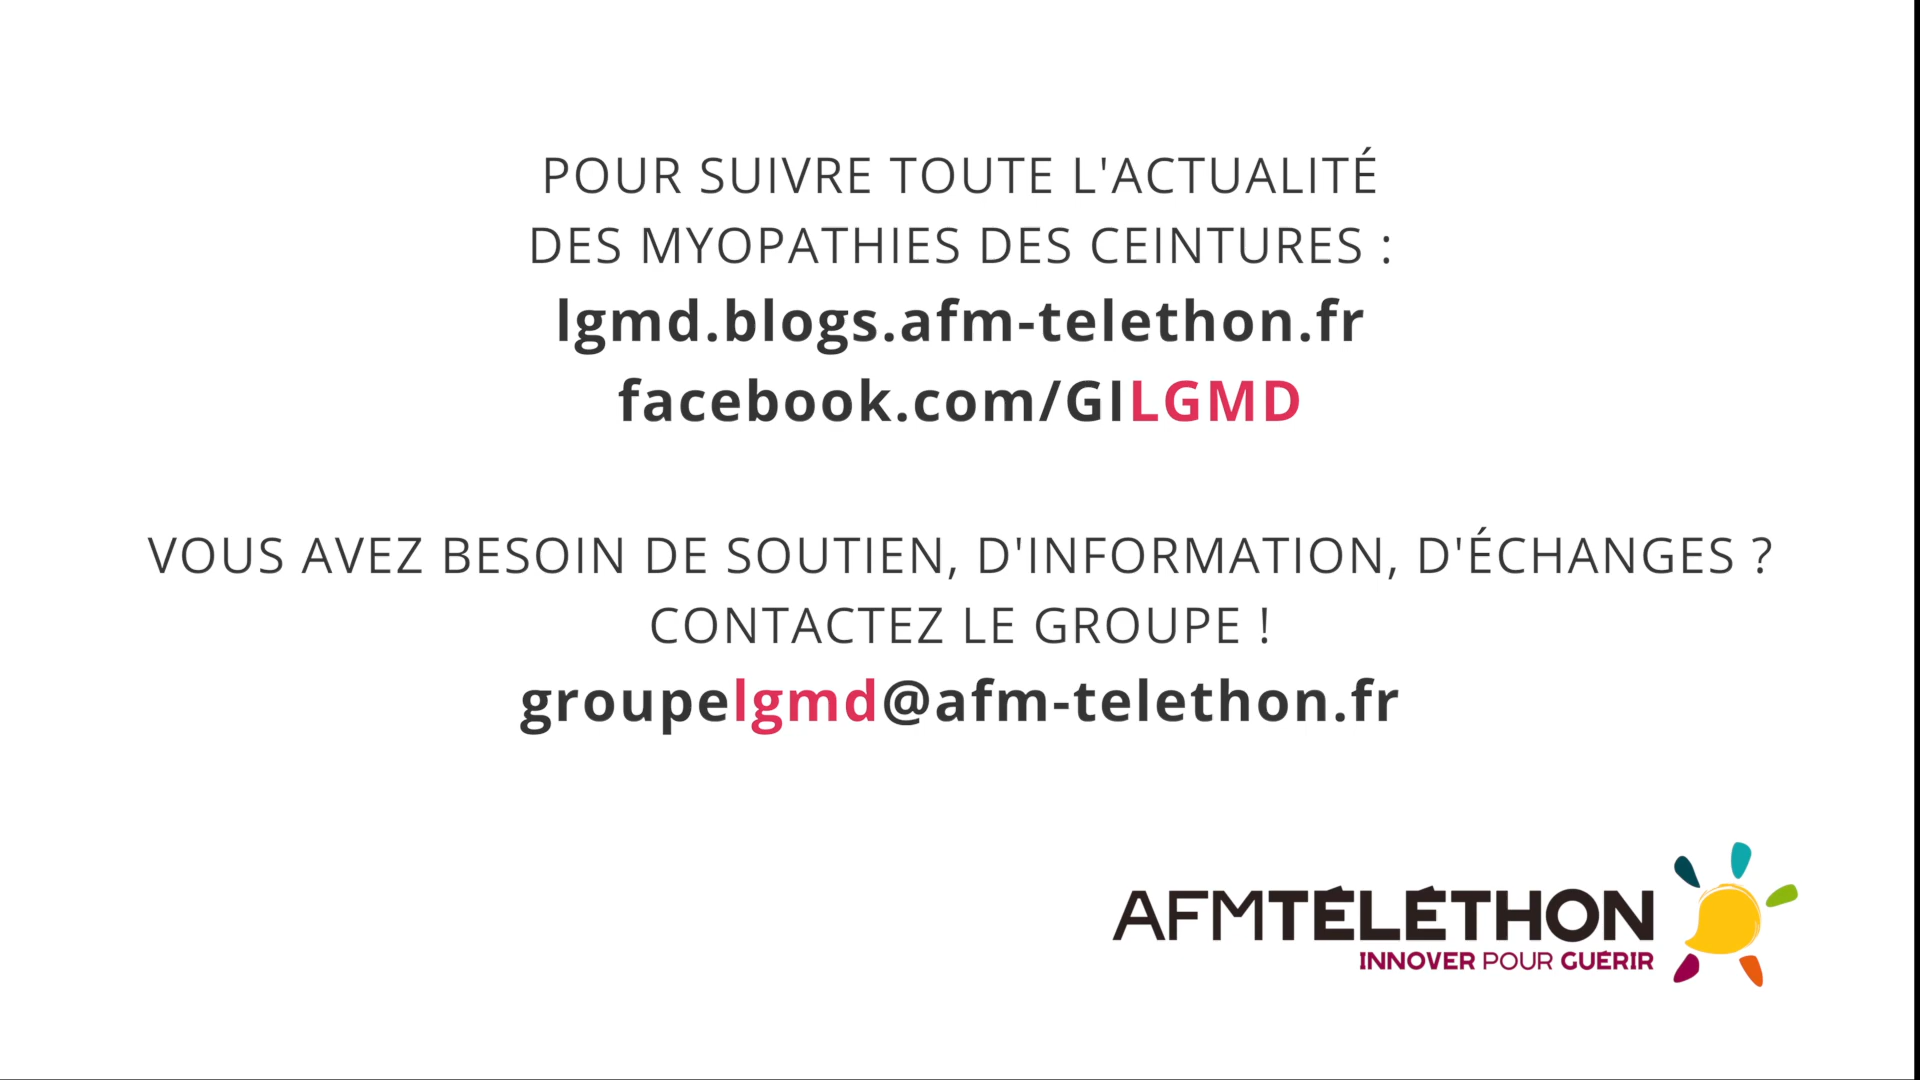 POUR SUIVRE TOUTE L'ACTUALITÉ
DES MYOPATHIES DES CEINTURES :
lgmd.blogs.afm-telethon.fr
facebook.com/GILGMD
VOUS AVEZ BESOIN DE SOUTIEN, D'INFORMATION, D'ÉCHANGES ?
CONTACTEZ LE GROUPE !
groupelgmd@afm-telethon.fr
AFMTÉLÉTHON
INNOVER POUR GUÉRIR